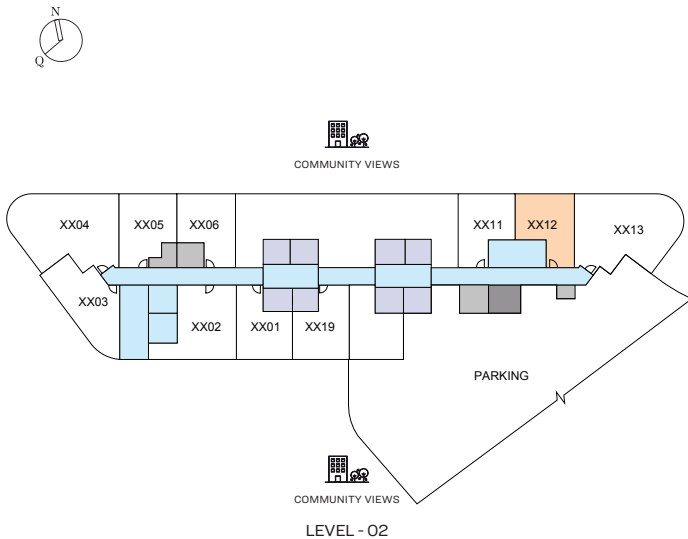 N
Q
COMMUNITY VIEWS
XX04 XX05 XX06 XX11 XX12 XX13
XX03 XX02 XX01 XX19
PARKING
N
COMMUNITY VIEWS
LEVEL - 02